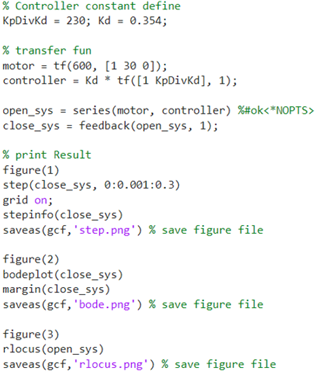 % Controller constant define
KpDivKd = 230; Kd = 0.354;
% transfer fun
motor = tf(600, [1 30 0]);
controller = Kd * tf([1 KpDivKd], 1);
open_sys = series(motor, controller) %#ok<*NOPTS>
close_sys = feedback(open_sys, 1);
% print Result
figure(1)
step(close_sys, 0:0.001:0.3)
grid on;
stepinfo(close_sys)
saveas(gcf,'step.png') % save figure file
figure(2)
bodeplot(close_sys)
margin(close_sys)
saveas(gcf,'bode.png') % save figure file
figure(3)
rlocus(open_sys)
saveas(gcf,'rlocus.png') % save figure file